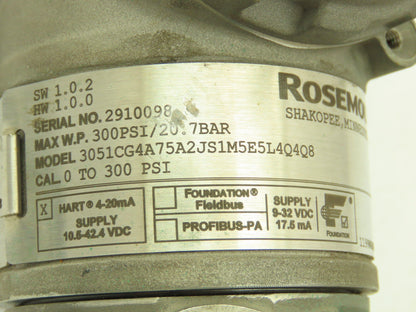 SW 1.0.2
HW 1.0.0
SERIAL NO. 2910098
MAX W.P. 300PSI/20.7BAR
MODEL 3051CG4A75A2JS1M5E5L4Q4Q8
CAL. 0 TO 300 PSI
ROSEMO
SHAKOPEE,
X
HART® 4-20mA
SUPPLY
10.5-42.4 VDC
FOUNDATION®
Fieldbus
PROFIBUS-PA
SUPPLY
9-32 VDC
17.5 mA
F
FOUNDATION